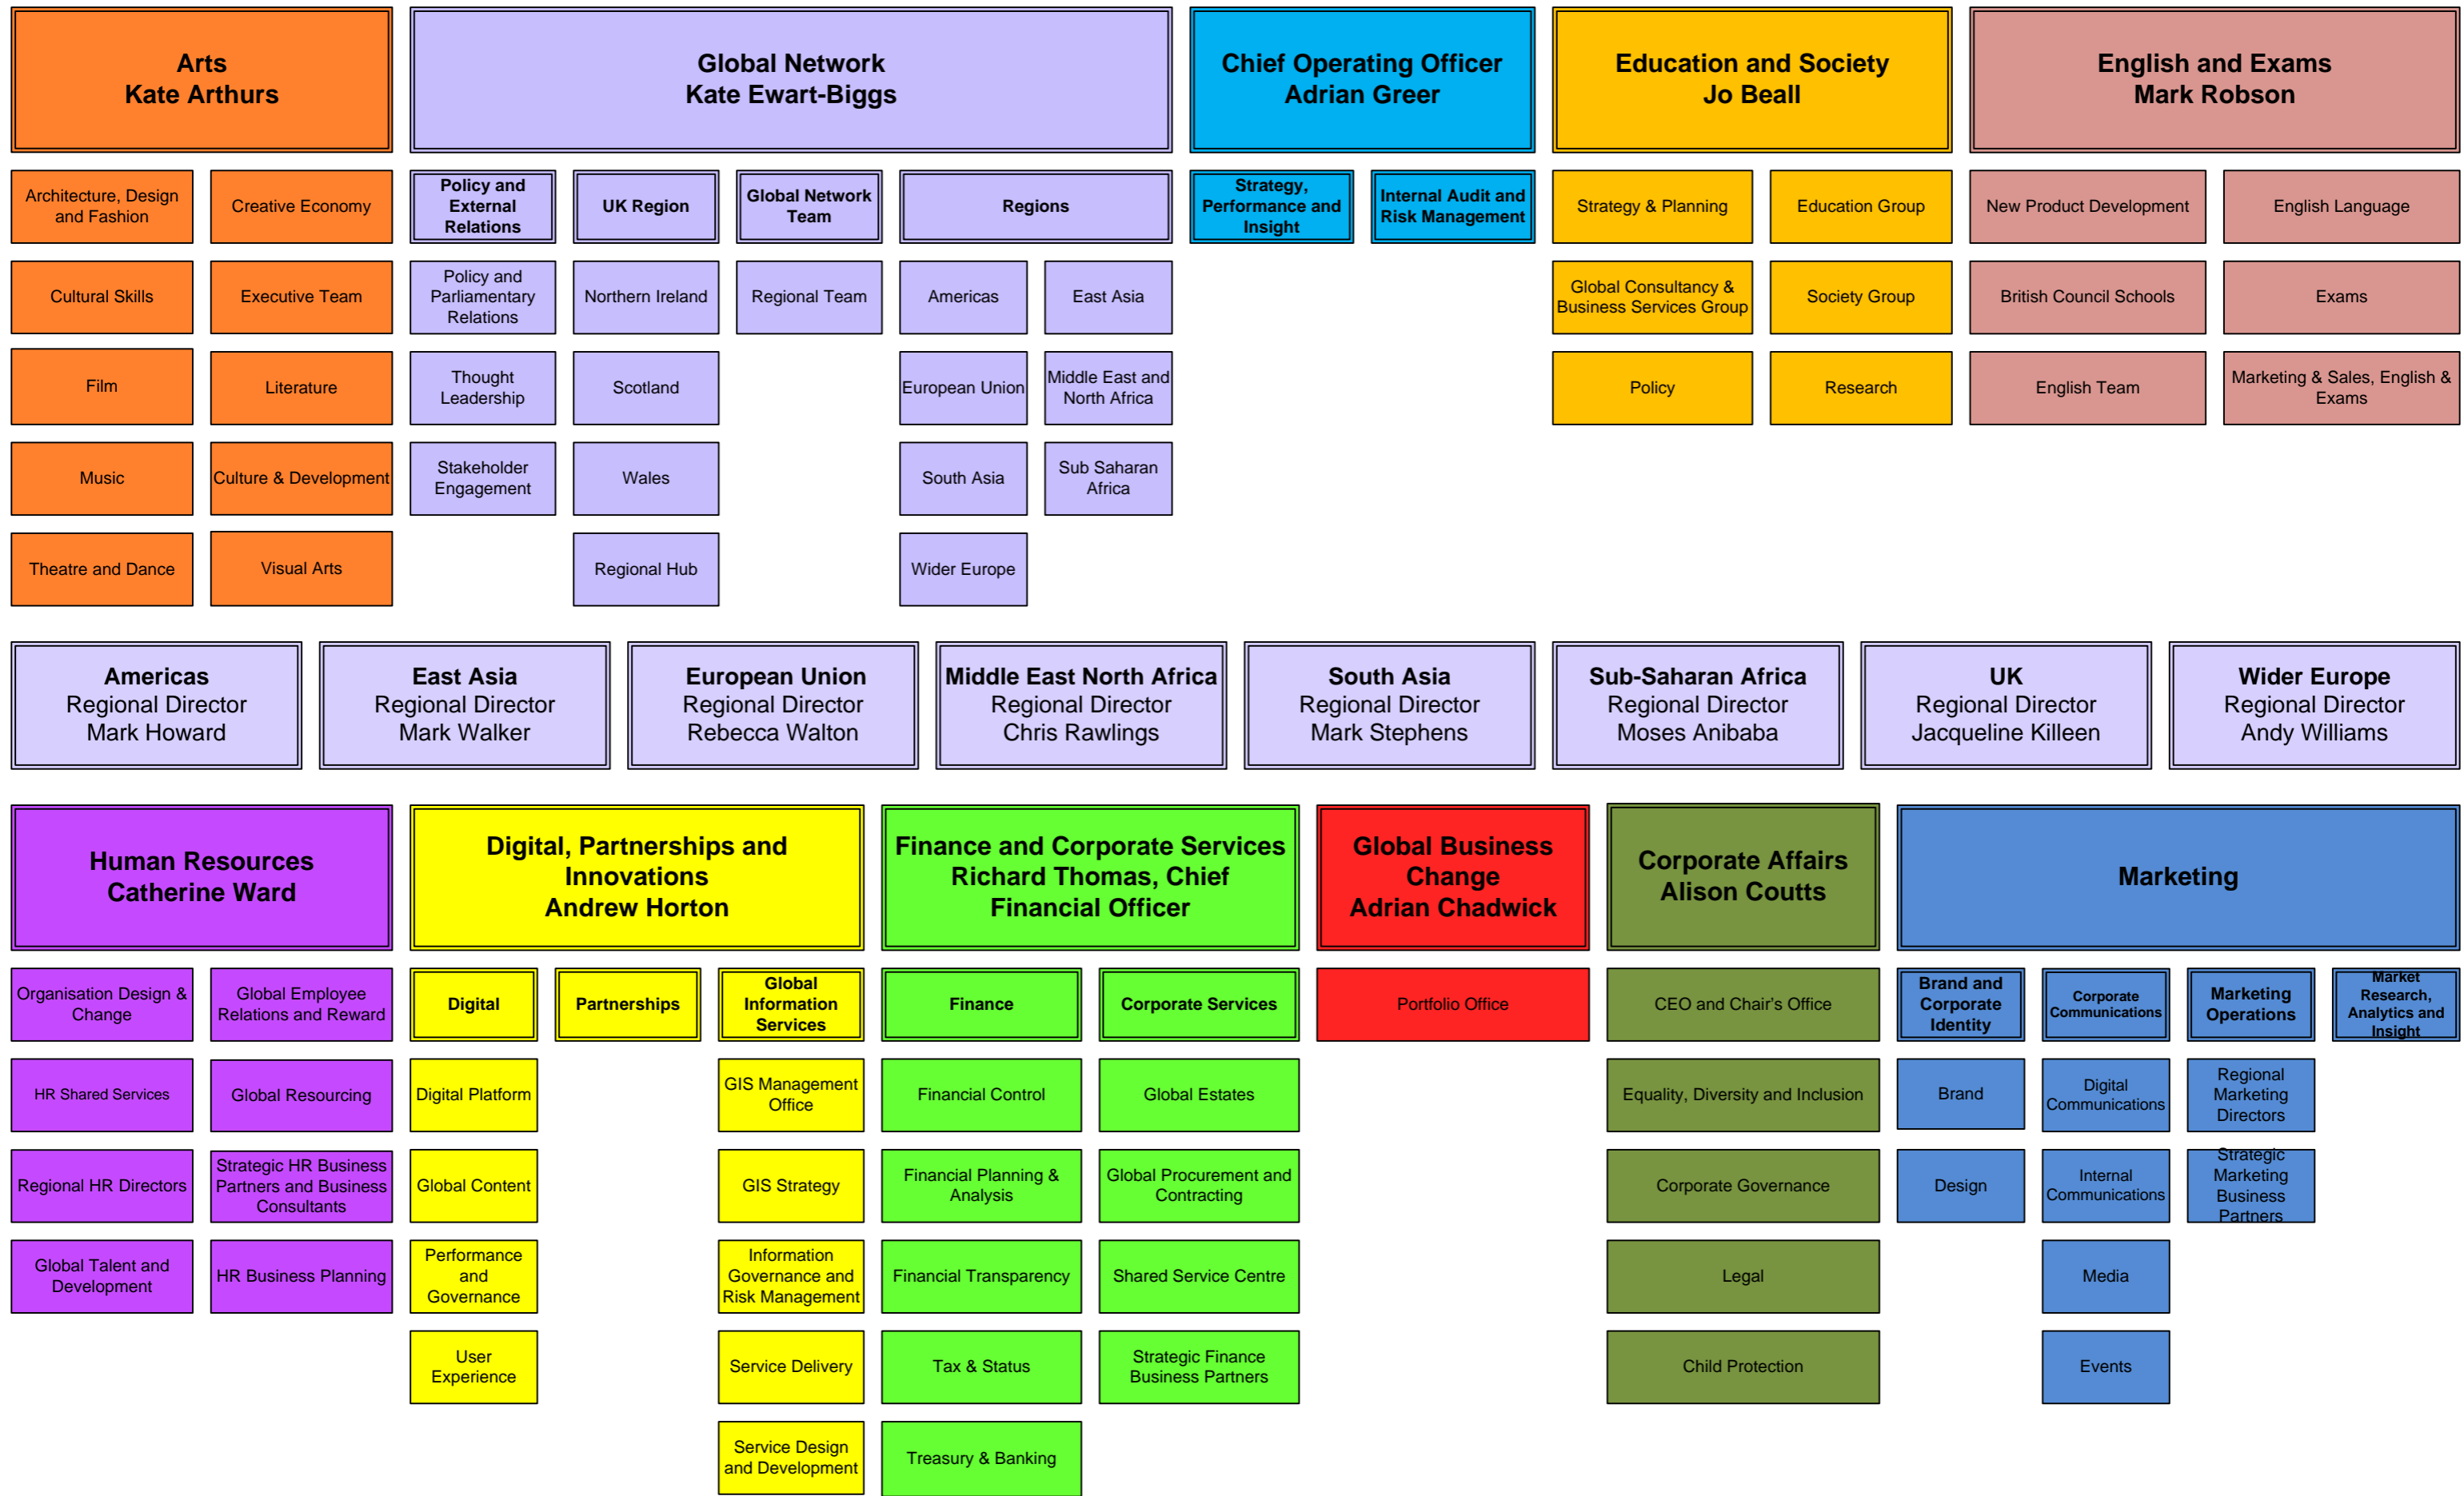 Arts
Kate Arthurs
Global Network
Kate Ewart-Biggs
Chief Operating Officer
Adrian Greer
Education and Society
Jo Beall
English and Exams
Mark Robson
Architecture, Design
and Fashion
Creative Economy
Policy and
External
Relations
UK Region
Global Network
Team
Regions
Strategy,
Performance and
Insight
Internal Audit and
Risk Management
Strategy & Planning
Education Group
New Product Development
English Language
Cultural Skills
Executive Team
Policy and
Parliamentary
Relations
Northern Ireland
Regional Team
Americas
East Asia
Global Consultancy &
Business Services Group
Society Group
British Council Schools
Exams
Film
Literature
Thought
Leadership
Scotland
European Union
Middle East and
North Africa
Policy
Research
English Team
Marketing & Sales, English &
Exams
Music
Culture & Development
Stakeholder
Engagement
Wales
South Asia
Sub Saharan
Africa
Theatre and Dance
Visual Arts
Regional Hub
Wider Europe
Americas
Regional Director
Mark Howard
East Asia
Regional Director
Mark Walker
European Union
Regional Director
Rebecca Walton
Middle East North Africa
Regional Director
Chris Rawlings
South Asia
Regional Director
Mark Stephens
Sub-Saharan Africa
Regional Director
Moses Anibaba
UK
Regional Director
Jacqueline Killeen
Wider Europe
Regional Director
Andy Williams
Human Resources
Catherine Ward
Digital, Partnerships and
Innovations
Andrew Horton
Finance and Corporate Services
Richard Thomas, Chief
Financial Officer
Global Business
Change
Adrian Chadwick
Corporate Affairs
Alison Coutts
Marketing
Organisation Design &
Change
Global Employee
Relations and Reward
Digital
Partnerships
Global
Information
Services
Finance
Corporate Services
Portfolio Office
CEO and Chair's Office
Brand and
Corporate
Identity
Corporate
Communications
Marketing
Operations
Market
Research,
Analytics and
Insight
HR Shared Services
Global Resourcing
Digital Platform
GIS Management
Office
Financial Control
Global Estates
Equality, Diversity and Inclusion
Brand
Digital
Communications
Regional
Marketing
Directors
Regional HR Directors
Strategic HR Business
Partners and Business
Consultants
Global Content
GIS Strategy
Financial Planning &
Analysis
Global Procurement and
Contracting
Corporate Governance
Design
Internal
Communications
Strategic
Marketing
Business
Partners
Global Talent and
Development
HR Business Planning
Performance
and
Governance
Information
Governance and
Risk Management
Financial Transparency
Shared Service Centre
Legal
Media
User
Experience
Service Delivery
Tax & Status
Strategic Finance
Business Partners
Child Protection
Events
Service Design
and Development
Treasury & Banking